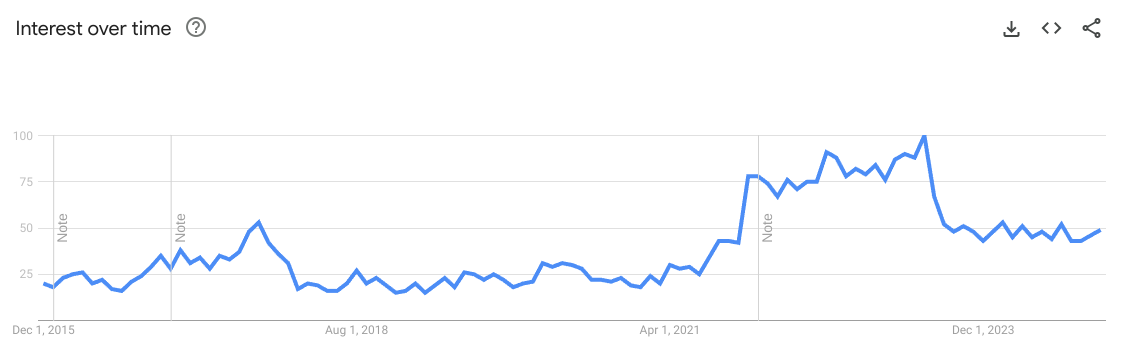 Interest over time
100
75
50
25
Note
Note
Note
Dec 1, 2015
Aug 1, 2018
Apr 1, 2021
Dec 1, 2023